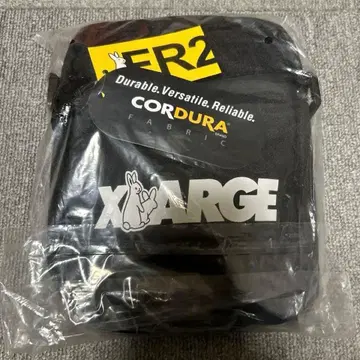 FR2
Durable. Versatile. Reliable.
CORDURA
FABRIC
XLARGE